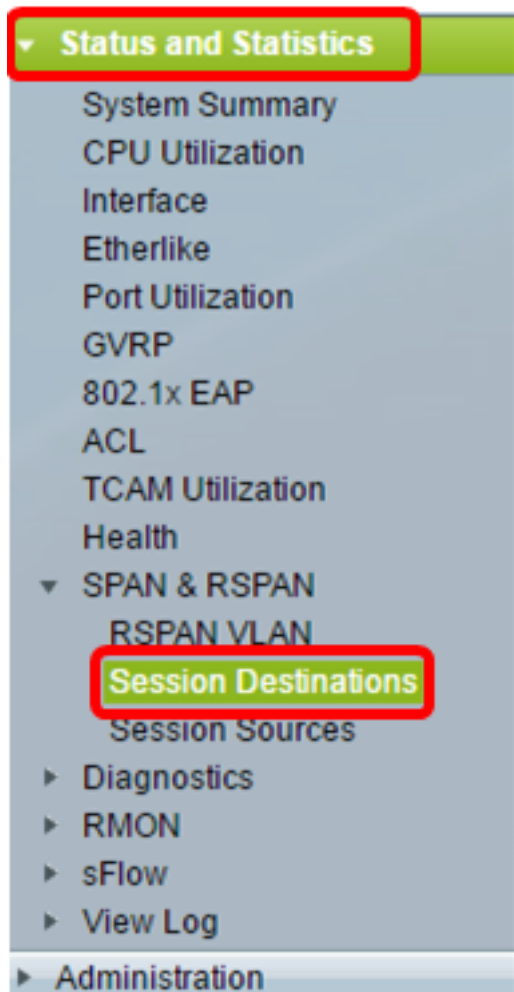 Status and Statistics
System Summary
CPU Utilization
Interface
Etherlike
Port Utilization
GVRP
802.1x EAP
ACL
TCAM Utilization
Health
SPAN & RSPAN
RSPAN VLAN
Session Destinations
Session Sources
Diagnostics
RMON
sFlow
View Log
Administration